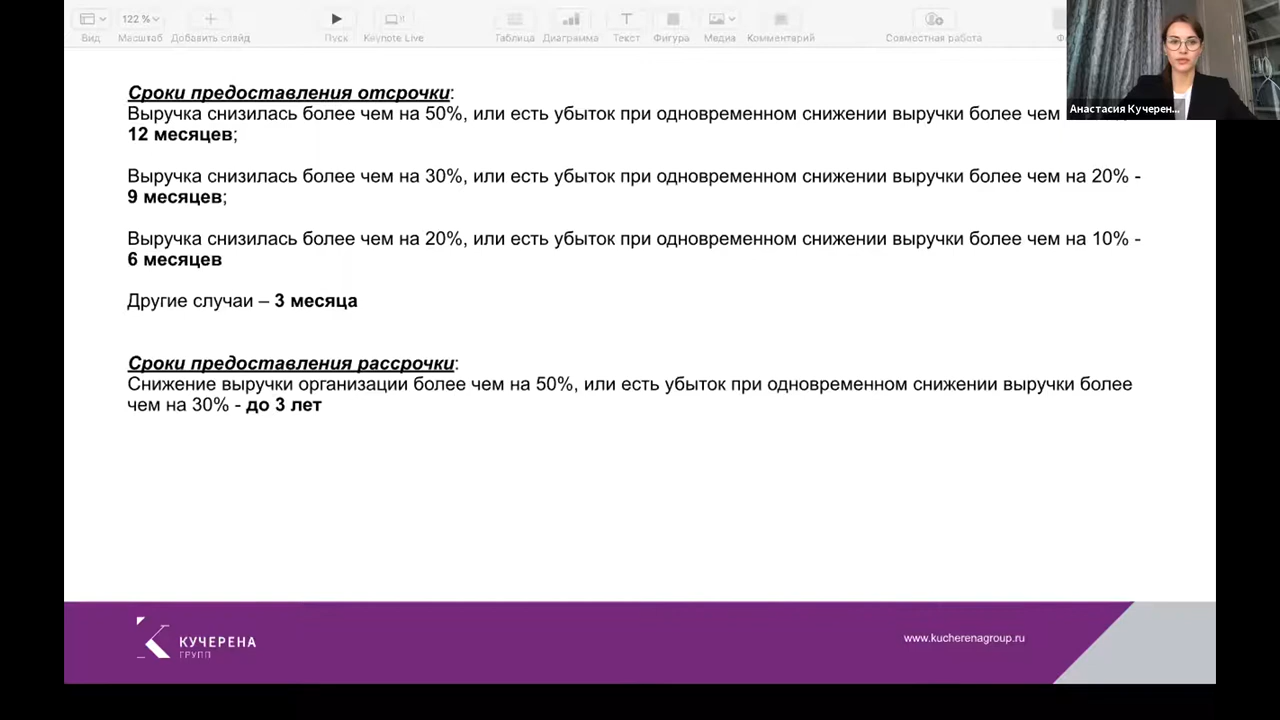 122 %
Вид
Масштаб
Добавить слайд
Пуск
Keynote Live
Таблица
Диаграмма
Текст
Фигура
Медиа
Комментарий
Совместная работа
Анастасия Кучерен...
Сроки предоставления отсрочки:
Выручка снизилась более чем на 50%, или есть убыток при одновременном снижении выручки более чем
12 месяцев;
Выручка снизилась более чем на 30%, или есть убыток при одновременном снижении выручки более чем на 20% -
9 месяцев;
Выручка снизилась более чем на 20%, или есть убыток при одновременном снижении выручки более чем на 10% -
6 месяцев
Другие случаи – 3 месяца
Сроки предоставления рассрочки:
Снижение выручки организации более чем на 50%, или есть убыток при одновременном снижении выручки более
чем на 30% - до 3 лет
КУЧЕРЕНА
ГРУПП
www.kucherenagroup.ru